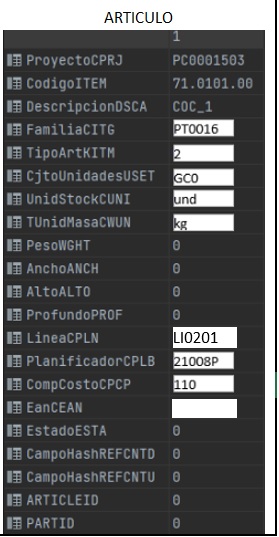 ARTICULO
1
ProyectoCPRJ PC0001503
CodigoITEM 71.0101.00
DescripcionDSCA COC_1
FamiliaCITG PT0016
TipoArtKITM 2
CjtoUnidadesUSET GC0
UnidStockCUNI und
TUnidMasaCWUN kg
PesoWGHT 0
AnchoANCH 0
AltoALTO 0
ProfundoPROF 0
LineaCPLN LI0201
PlanificadorCPLB 21008P
CompCostoCPCP 110
EanCEAN
EstadoESTA 0
CampoHashREFCNTD 0
CampoHashREFCNTU 0
ARTICLEID 0
PARTID 0